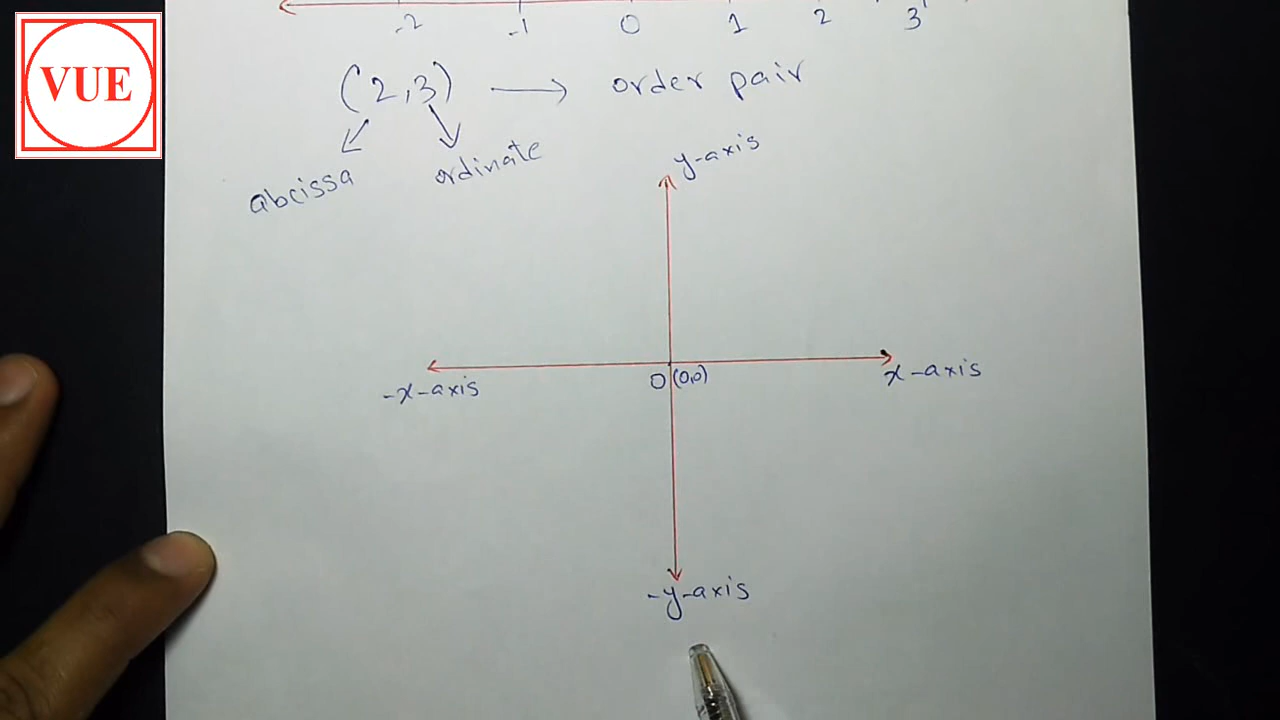 VUE
-2 -1 0 1 2 3
(2,3) → order pair
abcissa ordinate
y-axis
-x-axis 0 (0,0) x-axis
-y-axis